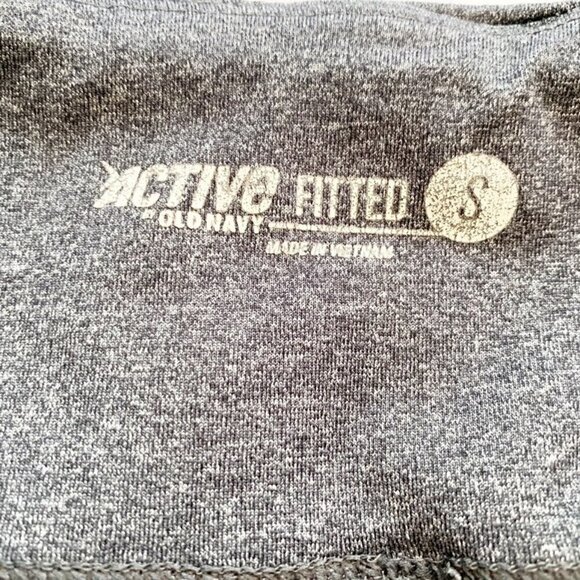 ACTIVE FITTED S
BY OLD NAVY
MADE IN VIETNAM